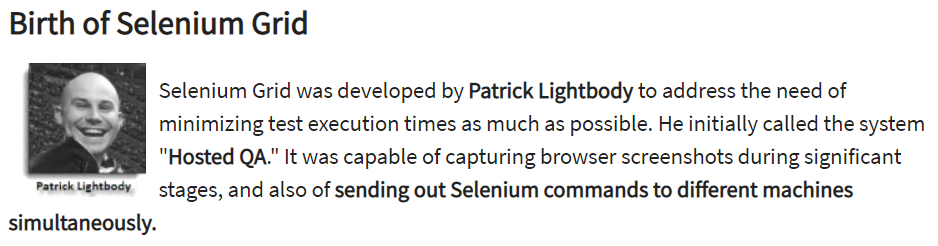 Birth of Selenium Grid
Selenium Grid was developed by Patrick Lightbody to address the need of
minimizing test execution times as much as possible. He initially called the system
"Hosted QA." It was capable of capturing browser screenshots during significant
Patrick Lightbody
stages, and also of sending out Selenium commands to different machines
simultaneously.